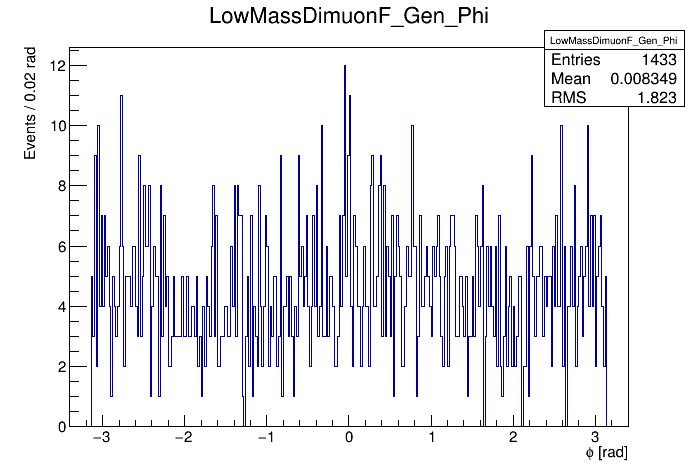 LowMassDimuonF_Gen_Phi
LowMassDimuonF_Gen_Phi
Entries 1433
Mean 0.008349
RMS 1.823
Events / 0.02 rad
12
10
8
6
4
2
0
−3 −2 −1 0 1 2 3
ϕ [rad]